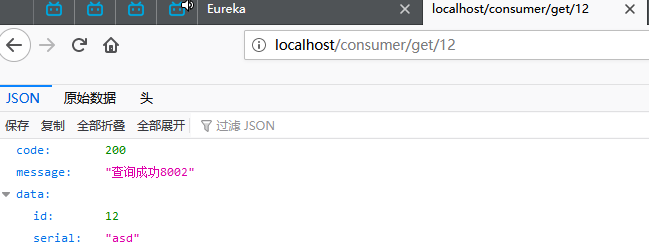 Eureka
localhost/consumer/get/12
localhost/consumer/get/12
JSON 原始数据 头
保存 复制 全部折叠 全部展开 过滤 JSON
code: 200
message: "查询成功8002"
data:
id: 12
serial: "asd"